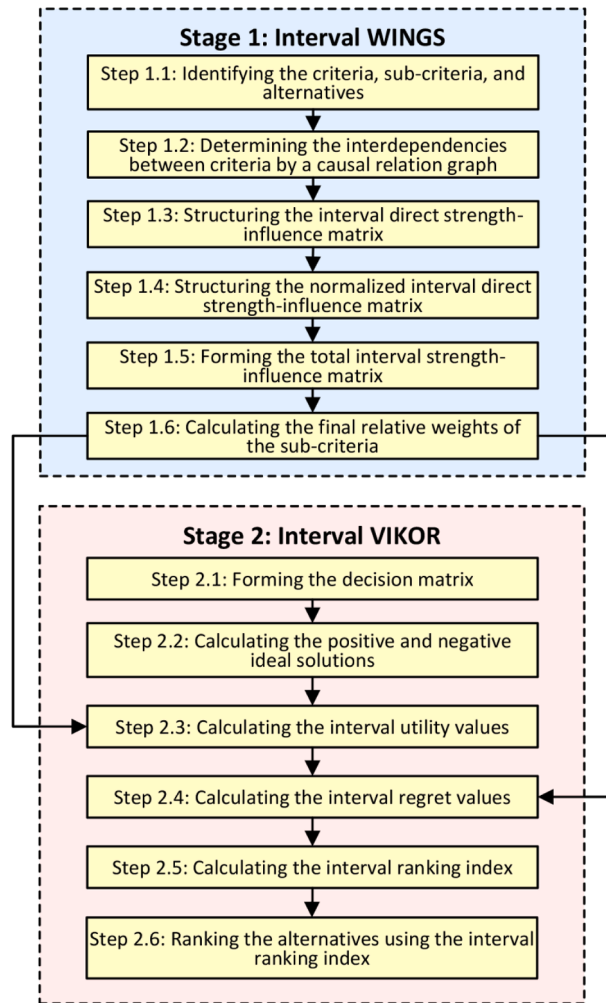 Stage 1: Interval WINGS
Step 1.1: Identifying the criteria, sub-criteria, and
alternatives
Step 1.2: Determining the interdependencies
between criteria by a causal relation graph
Step 1.3: Structuring the interval direct strength-
influence matrix
Step 1.4: Structuring the normalized interval direct
strength-influence matrix
Step 1.5: Forming the total interval strength-
influence matrix
Step 1.6: Calculating the final relative weights of
the sub-criteria
Stage 2: Interval VIKOR
Step 2.1: Forming the decision matrix
Step 2.2: Calculating the positive and negative
ideal solutions
Step 2.3: Calculating the interval utility values
Step 2.4: Calculating the interval regret values
Step 2.5: Calculating the interval ranking index
Step 2.6: Ranking the alternatives using the interval
ranking index